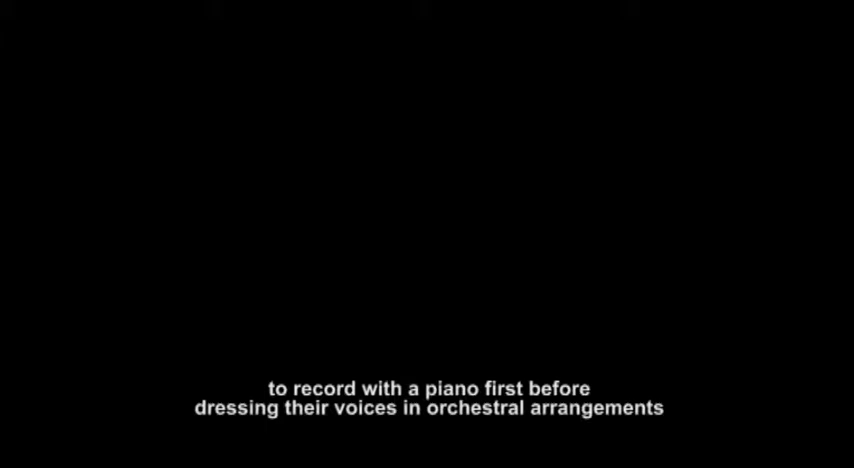 to record with a piano first before
dressing their voices in orchestral arrangements